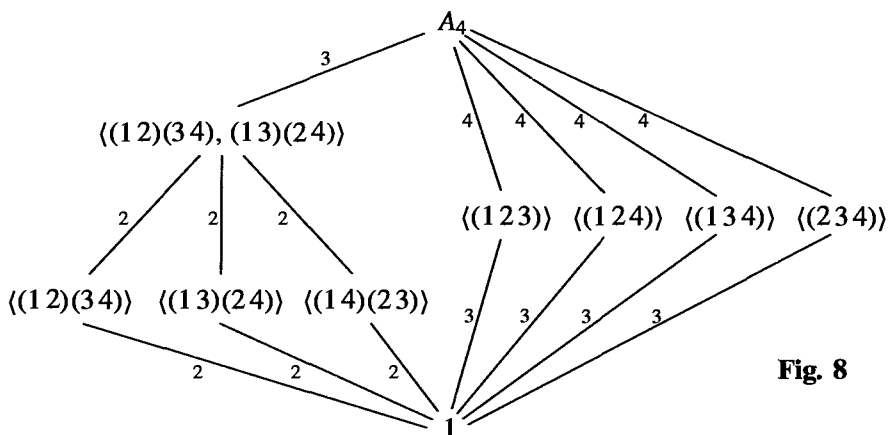 A₄
3
4 4 4 4
⟨(1 2)(3 4), (1 3)(2 4)⟩
2 2 2
⟨(1 2 3)⟩ ⟨(1 2 4)⟩ ⟨(1 3 4)⟩ ⟨(2 3 4)⟩
⟨(1 2)(3 4)⟩ ⟨(1 3)(2 4)⟩ ⟨(1 4)(2 3)⟩
3 3 3 3
2 2 2
Fig. 8
1